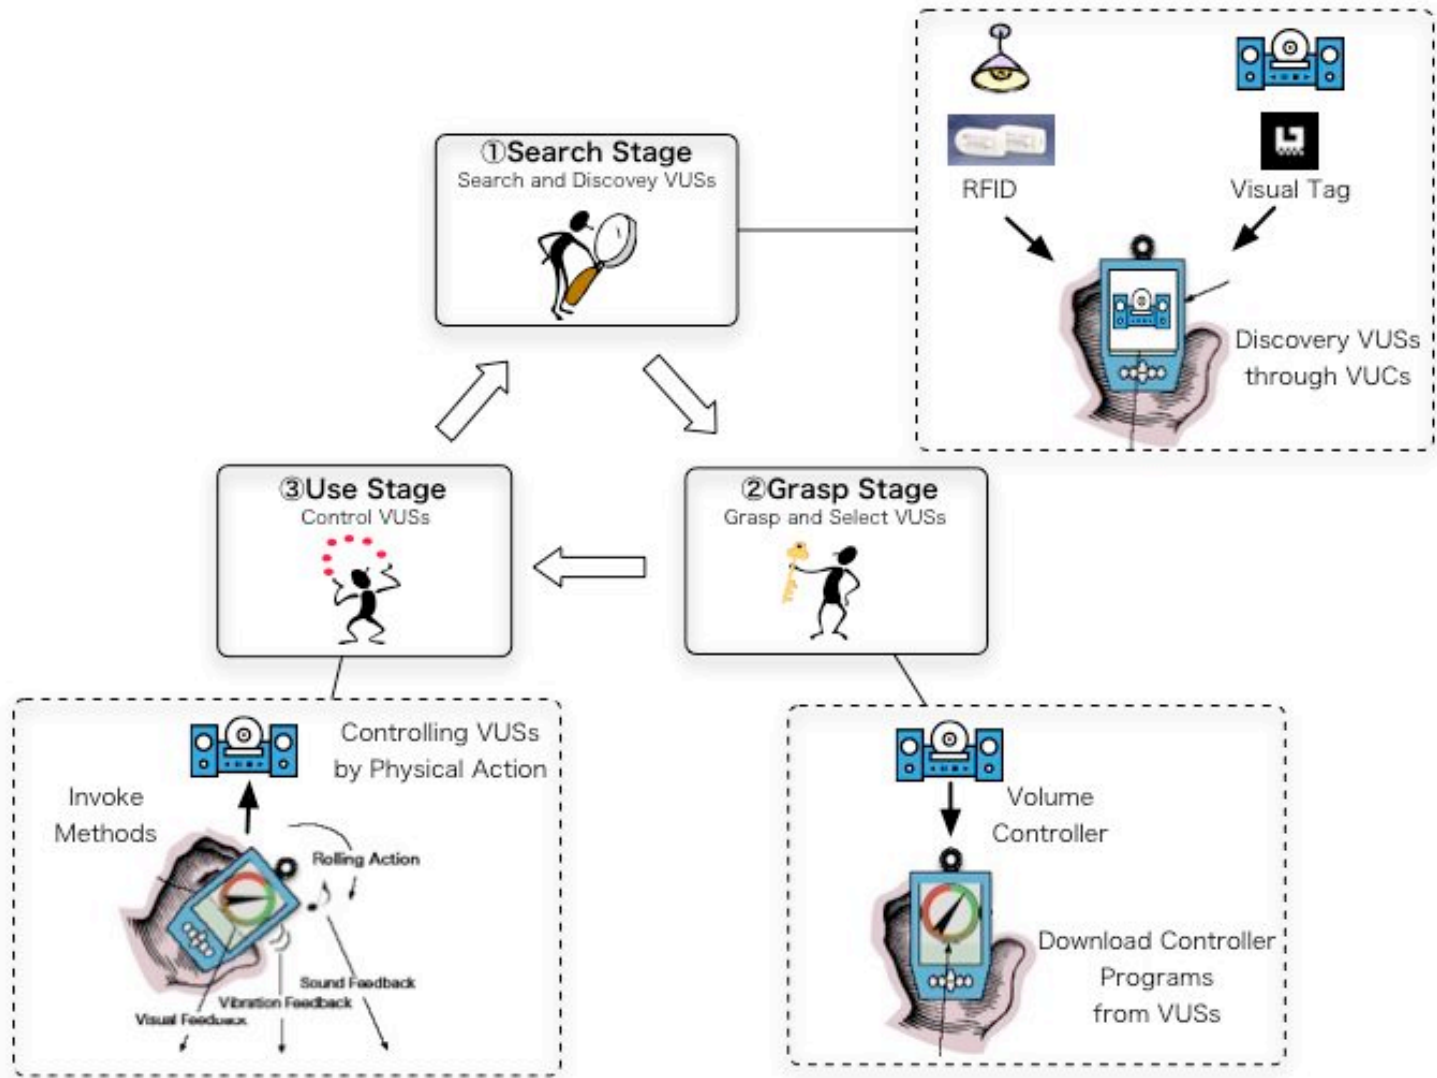 ①Search Stage
Search and Discovey VUSs
RFID
Visual Tag
Discovery VUSs
through VUCs
②Grasp Stage
Grasp and Select VUSs
Volume
Controller
Download Controller
Programs
from VUSs
③Use Stage
Control VUSs
Controlling VUSs
by Physical Action
Invoke
Methods
Rolling Action
Sound Feedback
Vibration Feedback
Visual Feedback